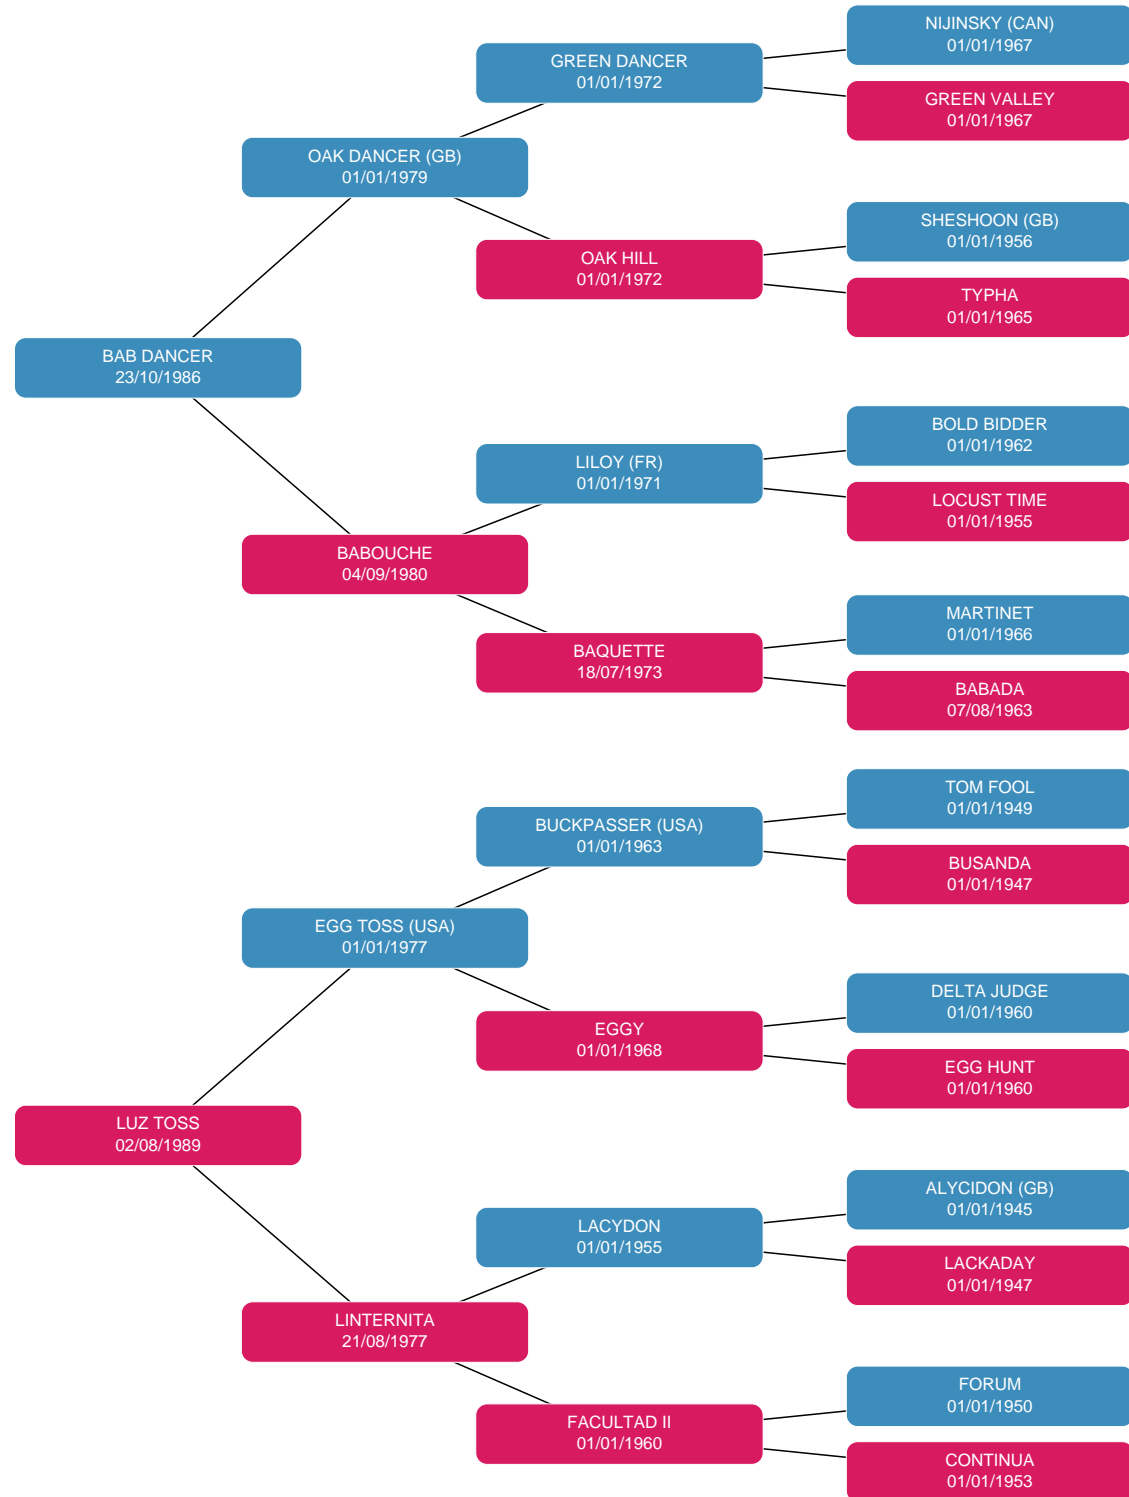 NIJINSKY (CAN)
01/01/1967
GREEN DANCER
01/01/1972
GREEN VALLEY
01/01/1967
OAK DANCER (GB)
01/01/1979
SHESHOON (GB)
01/01/1956
OAK HILL
01/01/1972
TYPHA
01/01/1965
BAB DANCER
23/10/1986
BOLD BIDDER
01/01/1962
LILOY (FR)
01/01/1971
LOCUST TIME
01/01/1955
BABOUCHE
04/09/1980
MARTINET
01/01/1966
BAQUETTE
18/07/1973
BABADA
07/08/1963
TOM FOOL
01/01/1949
BUCKPASSER (USA)
01/01/1963
BUSANDA
01/01/1947
EGG TOSS (USA)
01/01/1977
DELTA JUDGE
01/01/1960
EGGY
01/01/1968
EGG HUNT
01/01/1960
LUZ TOSS
02/08/1989
ALYCIDON (GB)
01/01/1945
LACYDON
01/01/1955
LACKADAY
01/01/1947
LINTERNITA
21/08/1977
FORUM
01/01/1950
FACULTAD II
01/01/1960
CONTINUA
01/01/1953